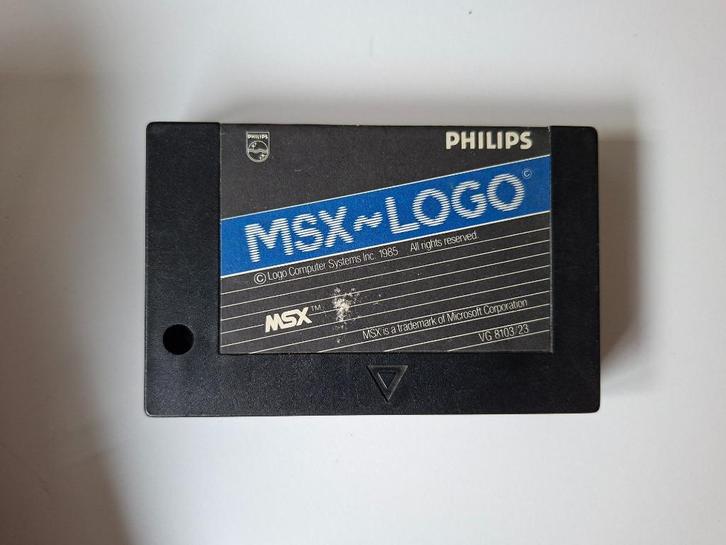 PHILIPS
PHILIPS
MSX~LOGO©
© Logo Computer Systems Inc. 1985 All rights reserved.
MSX™
MSX is a trademark of Microsoft Corporation
VG 8103/23